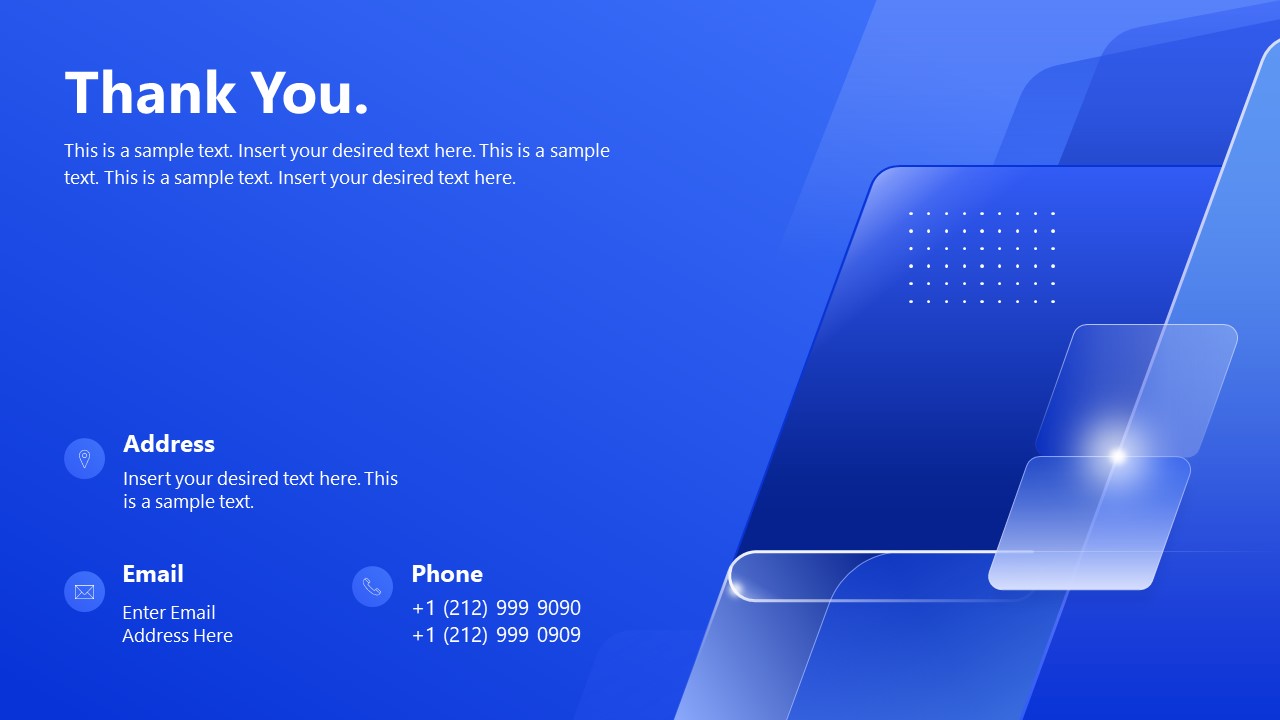 Thank You.
This is a sample text. Insert your desired text here. This is a sample
text. This is a sample text. Insert your desired text here.
Address
Insert your desired text here. This
is a sample text.
Email
Enter Email
Address Here
Phone
+1 (212) 999 9090
+1 (212) 999 0909